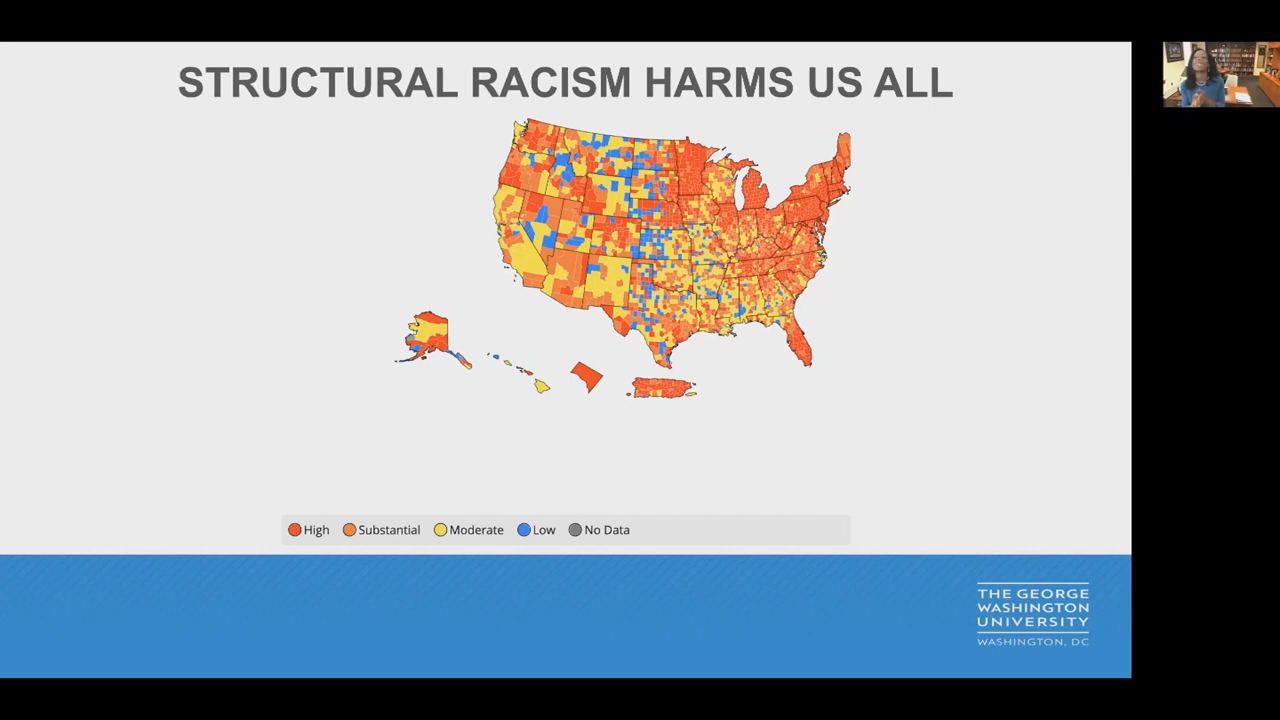 STRUCTURAL RACISM HARMS US ALL
High Substantial Moderate Low No Data
THE GEORGE
WASHINGTON
UNIVERSITY
WASHINGTON, DC